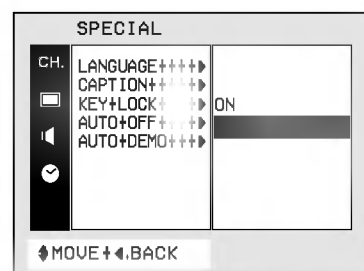 SPECIAL
CH.
LANGUAGE++++▶
CAPTION++ ▶
KEY+LOCK+ ▶ ON
AUTO+OFF+ ▶
AUTO+DEMO+++▶
MOVE+◀.BACK